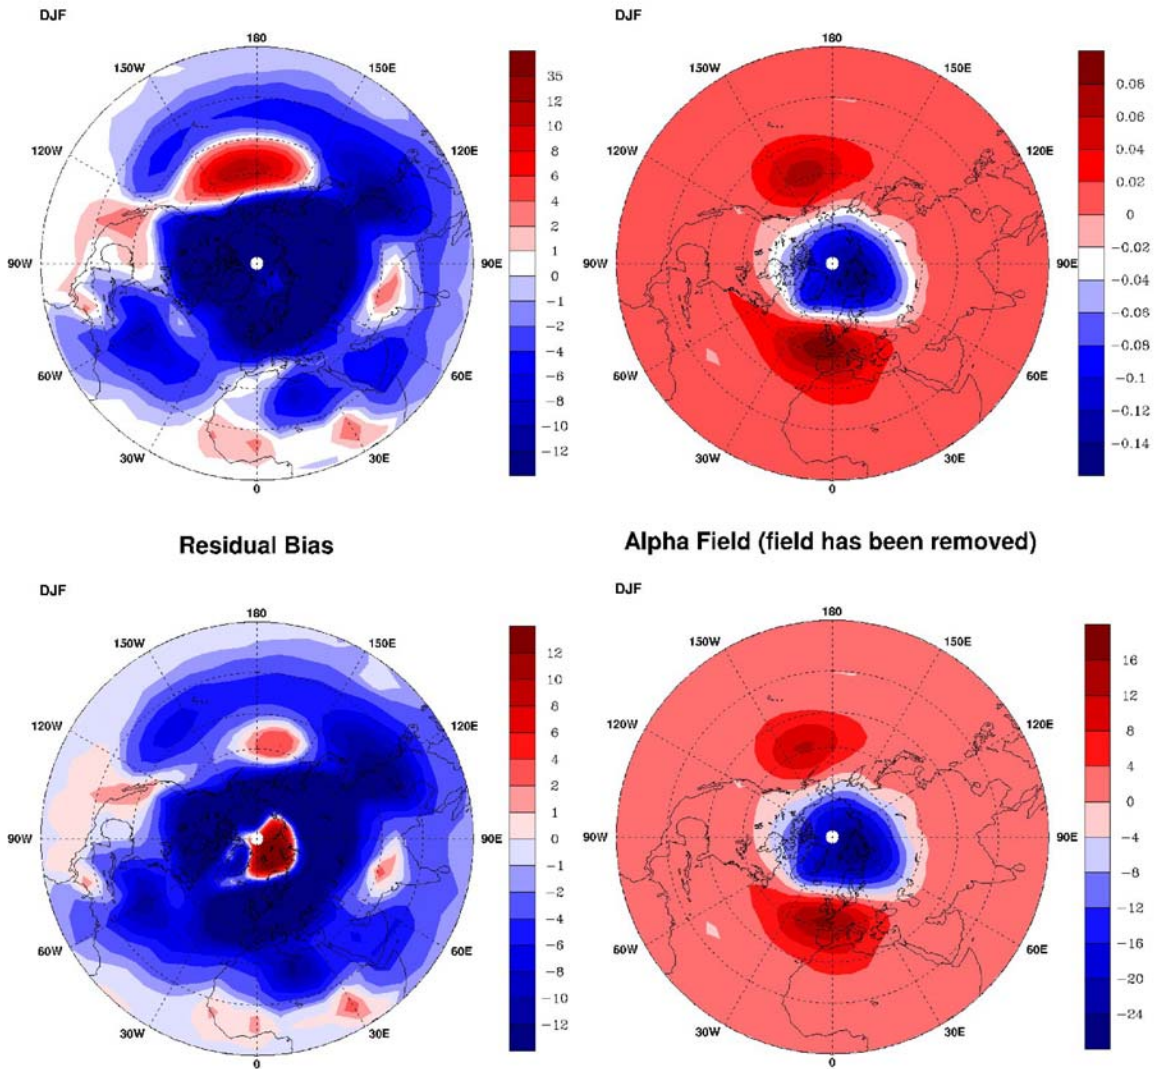 DJF
180
150W
150E
120W
120E
90W
90E
60W
60E
30W
30E
0
35
12
10
8
6
4
2
1
0
−1
−2
−4
−6
−8
−10
−12
DJF
180
150W
150E
120W
120E
90W
90E
60W
60E
30W
30E
0
0.08
0.06
0.04
0.02
0
−0.02
−0.04
−0.06
−0.08
−0.1
−0.12
−0.14
Residual Bias
Alpha Field (field has been removed)
DJF
180
150W
150E
120W
120E
90W
90E
60W
60E
30W
30E
0
12
10
8
6
4
2
1
0
−1
−2
−4
−6
−8
−10
−12
DJF
180
150W
150E
120W
120E
90W
90E
60W
60E
30W
30E
0
16
12
8
4
0
−4
−8
−12
−16
−20
−24